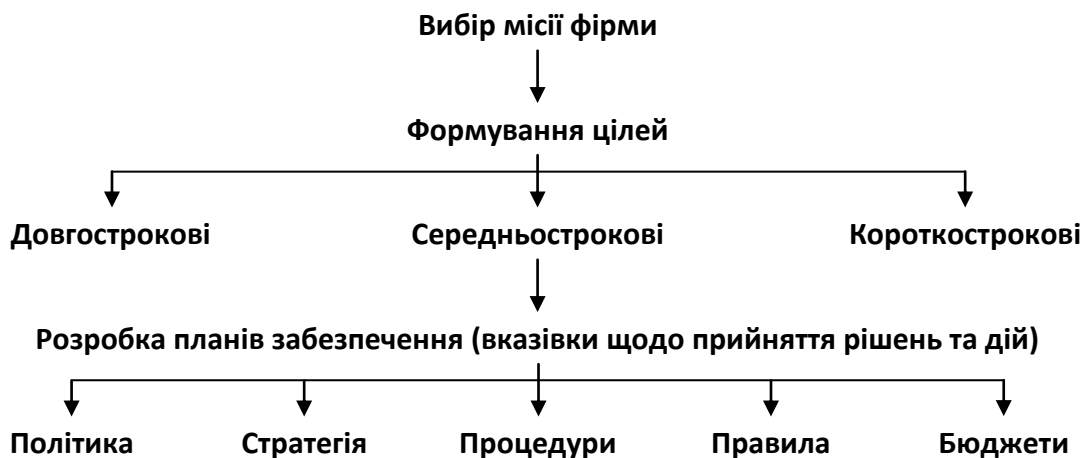 Вибір місії фірми
Формування цілей
Довгострокові Середньострокові Короткострокові
Розробка планів забезпечення (вказівки щодо прийняття рішень та дій)
Політика Стратегія Процедури Правила Бюджети